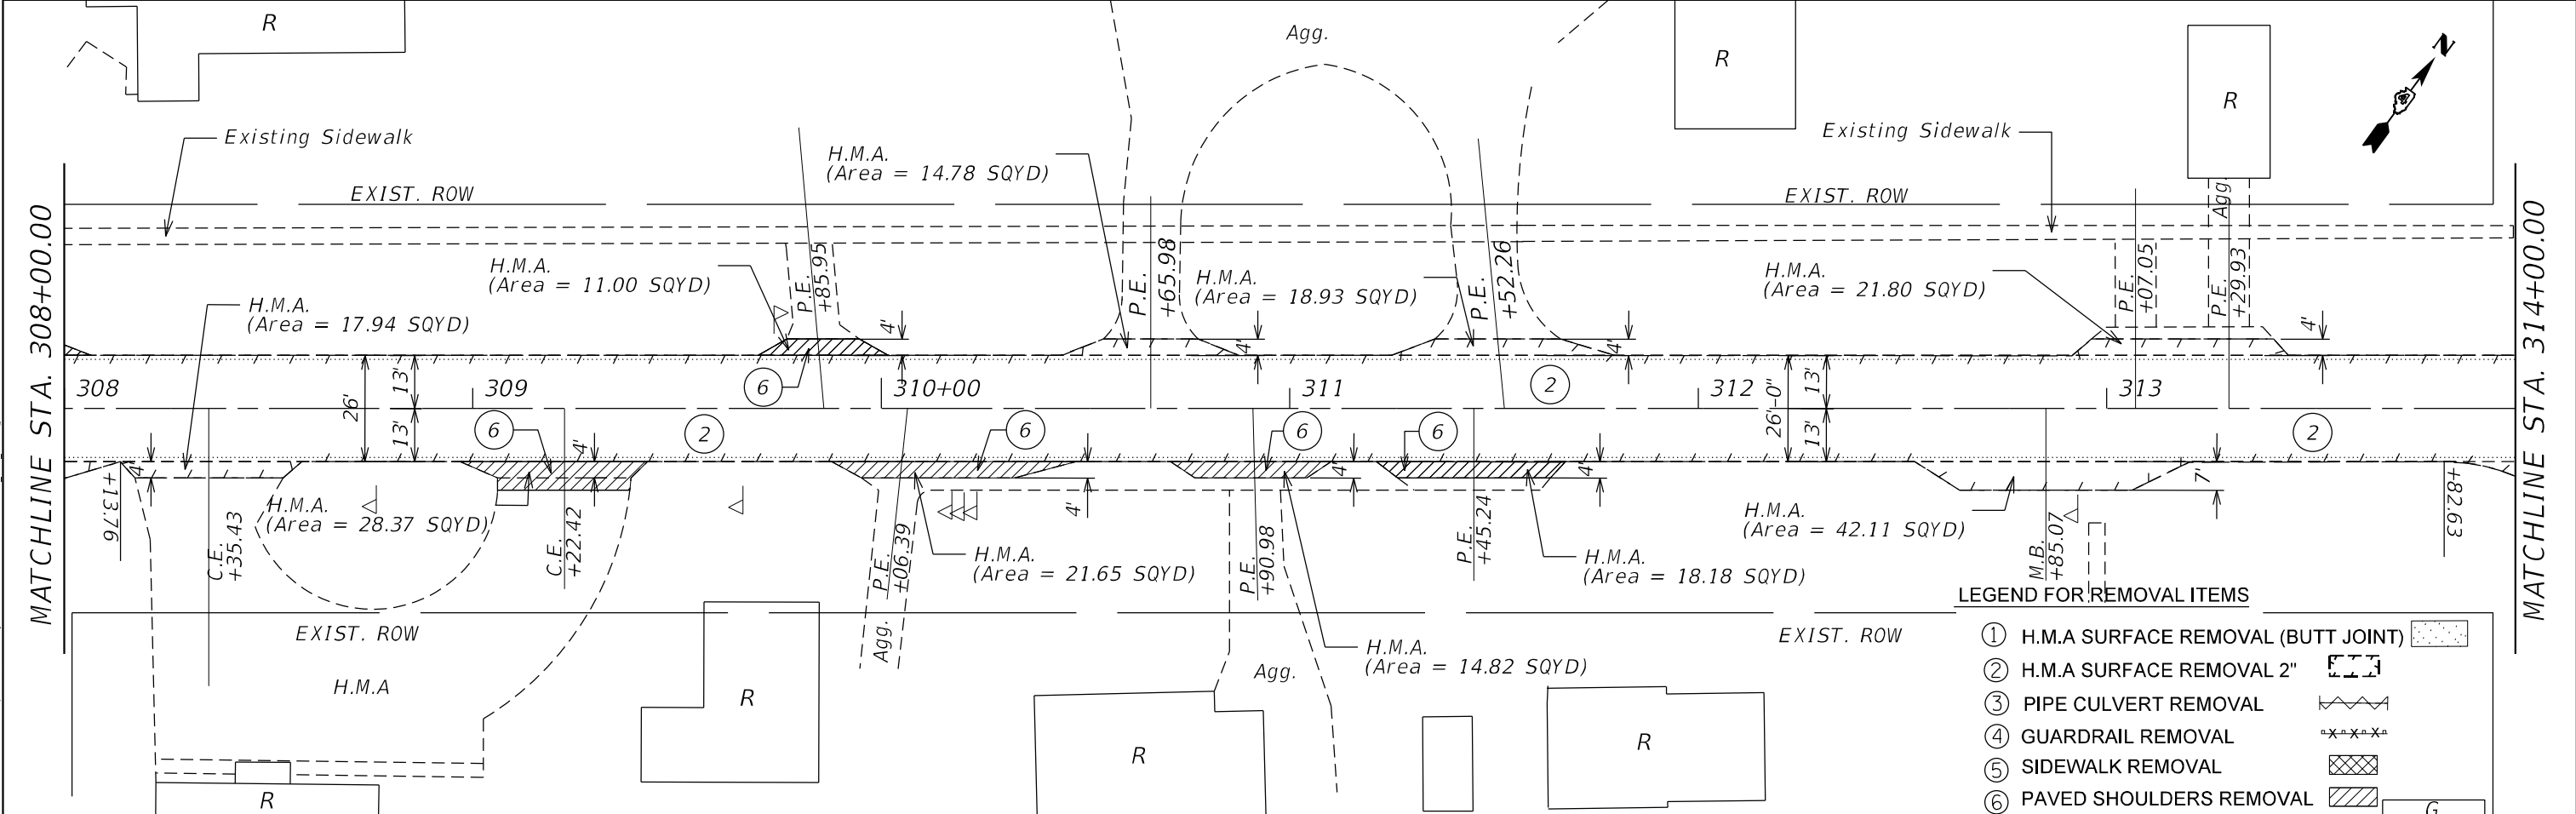 R
Agg.
R
N
R
Existing Sidewalk
Existing Sidewalk
H.M.A.
(Area = 14.78 SQYD)
EXIST. ROW
EXIST. ROW
Agg.
MATCHLINE STA. 308+00.00
MATCHLINE STA. 314+00.00
H.M.A.
(Area = 11.00 SQYD)
P.E.
+85.95
P.E.
+65.98
H.M.A.
(Area = 18.93 SQYD)
P.E.
+52.26
H.M.A.
(Area = 21.80 SQYD)
P.E.
+07.05
P.E.
+29.93
H.M.A.
(Area = 17.94 SQYD)
4'
4'
4'
4'
308
26'
13'
309
6
310+00
311
2
312
26'-0"
13'
313
13'
6
2
6
6
6
13'
2
4'
4'
4'
4'
4'
7'
+13.76
C.E.
+35.43
H.M.A.
(Area = 28.37 SQYD)
C.E.
+22.42
P.E.
+06.39
H.M.A.
(Area = 21.65 SQYD)
P.E.
+90.98
P.E.
+45.24
H.M.A.
(Area = 18.18 SQYD)
H.M.A.
(Area = 42.11 SQYD)
M.B.
+85.07
+82.63
EXIST. ROW
Agg.
H.M.A.
(Area = 14.82 SQYD)
EXIST. ROW
H.M.A
Agg.
R
R
R
R
LEGEND FOR REMOVAL ITEMS
1 H.M.A SURFACE REMOVAL (BUTT JOINT)
2 H.M.A SURFACE REMOVAL 2"
3 PIPE CULVERT REMOVAL
4 GUARDRAIL REMOVAL
5 SIDEWALK REMOVAL
6 PAVED SHOULDERS REMOVAL
G